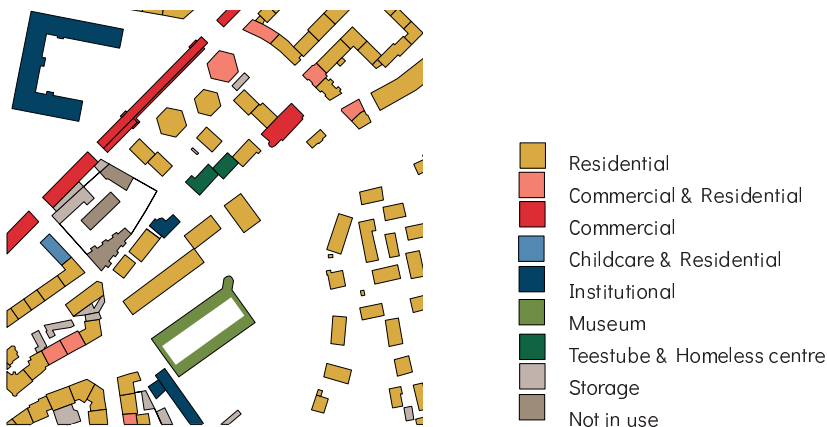 Residential
Commercial & Residential
Commercial
Childcare & Residential
Institutional
Museum
Teestube & Homeless centre
Storage
Not in use